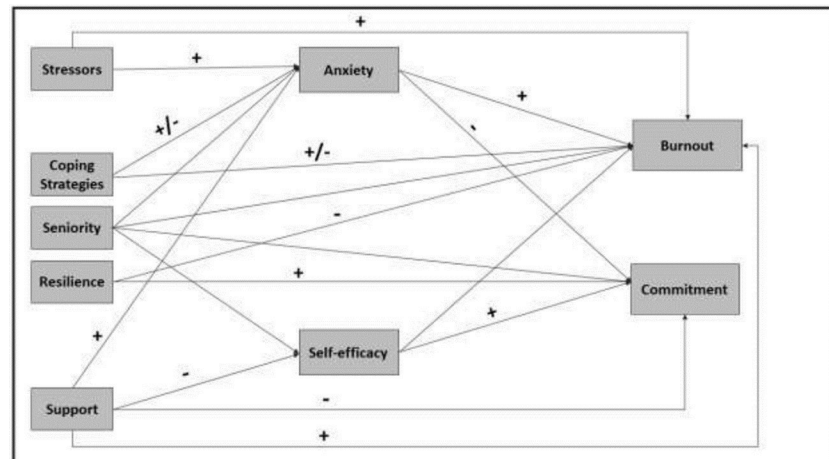 +
Stressors
+
Anxiety
+
-
+/-
Burnout
+/-
Coping
Strategies
Seniority
-
Resilience
+
Commitment
+
+
Self-efficacy
-
Support
-
+